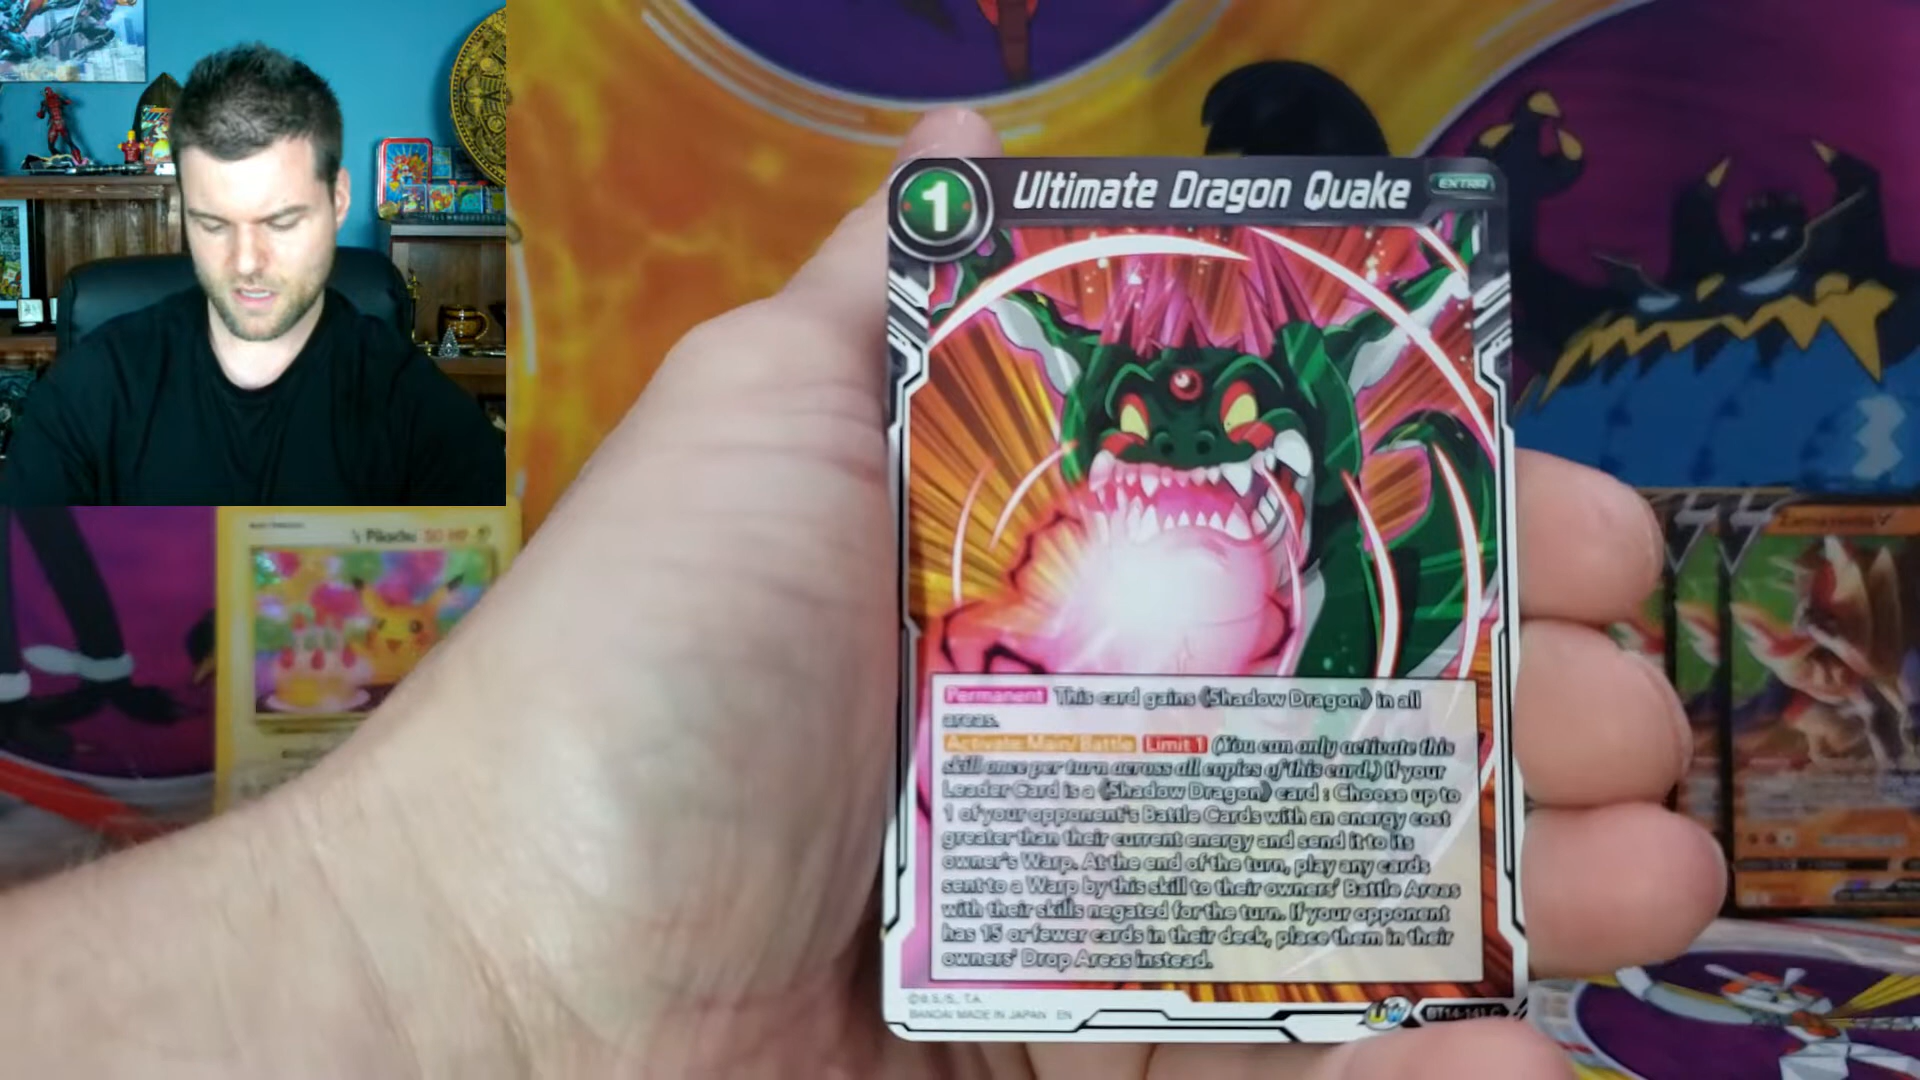 1
Ultimate Dragon Quake
EXTRA
Permanent This card gains 《Shadow Dragon》 in all
areas.
Activate: Main/Battle Limit 1 (You can only activate this
skill once per turn across all copies of this card.) If your
Leader Card is a 《Shadow Dragon》 card : Choose up to
1 of your opponent's Battle Cards with an energy cost
greater than their current energy and send it to its
owner's Warp. At the end of the turn, play any cards
sent to a Warp by this skill to their owners' Battle Areas
with their skills negated for the turn. If your opponent
has 15 or fewer cards in their deck, place them in their
owners' Drop Areas instead.
©B.S./S., T.A.
BANDAI MADE IN JAPAN EN
UW
BT14-141 C
Pikachu 50 HP
Zamazenta V